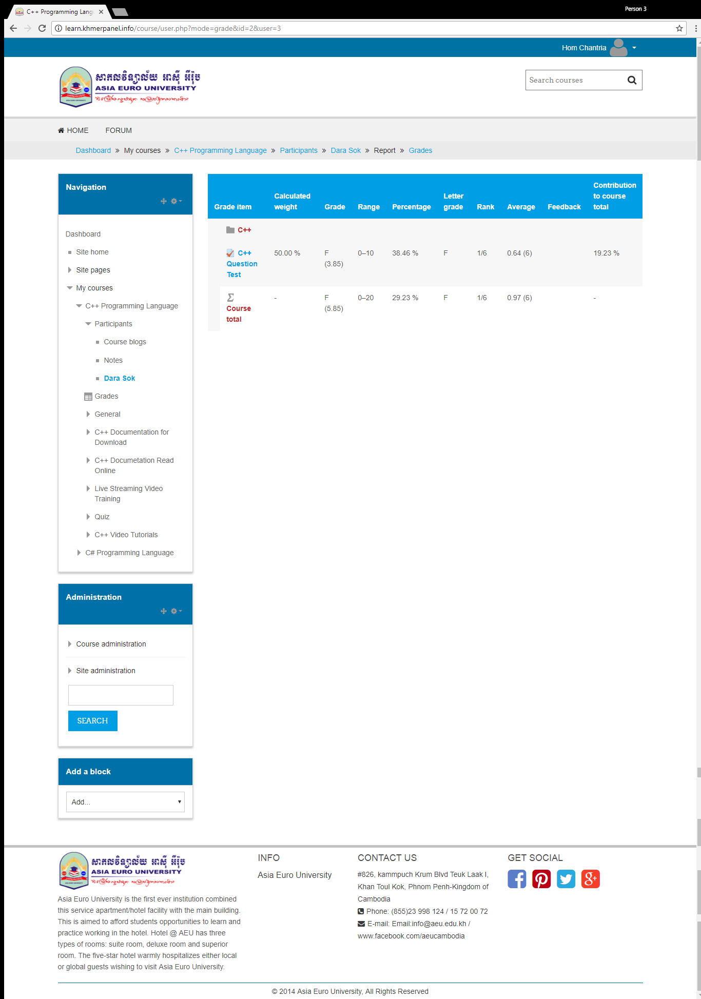 C++ Programming Lang
Person 3
learn.khmerpanel.info/course/user.php?mode=grade&id=2&user=3
Hom Chantria
សាកលវិទ្យាល័យ អាស៊ី អឺរ៉ុប
ASIA EURO UNIVERSITY
Search courses
HOME FORUM
Dashboard » My courses » C++ Programming Language » Participants » Dara Sok » Report » Grades
Navigation
Dashboard
Site home
Site pages
My courses
C++ Programming Language
Participants
Course blogs
Notes
Dara Sok
Grades
General
C++ Documentation for
Download
C++ Documetation Read
Online
Live Streaming Video
Training
Quiz
C++ Video Tutorials
C# Programming Language
Grade item Calculated weight Grade Range Percentage Letter grade Rank Average Feedback Contribution to course total
C++
C++ Question Test 50.00 % F (3.85) 0–10 38.46 % F 1/6 0.64 (6) 19.23 %
Σ Course total - F (5.85) 0–20 29.23 % F 1/6 0.97 (6) -
Administration
Course administration
Site administration
SEARCH
Add a block
Add...
សាកលវិទ្យាល័យ អាស៊ី អឺរ៉ុប
ASIA EURO UNIVERSITY
Asia Euro University is the first ever institution combined
this service apartment/hotel facility with the main building.
This is aimed to afford students opportunities to learn and
practice working in the hotel. Hotel @ AEU has three
types of rooms: suite room, deluxe room and superior
room. The five-star hotel warmly hospitalizes either local
or global guests wishing to visit Asia Euro University.
INFO
Asia Euro University
CONTACT US
#826, kammpuch Krum Blvd Teuk Laak I,
Khan Toul Kok, Phnom Penh-Kingdom of
Cambodia
Phone: (855)23 998 124 / 15 72 00 72
E-mail: Email:info@aeu.edu.kh /
www.facebook.com/aeucambodia
GET SOCIAL
© 2014 Asia Euro University, All Rights Reserved